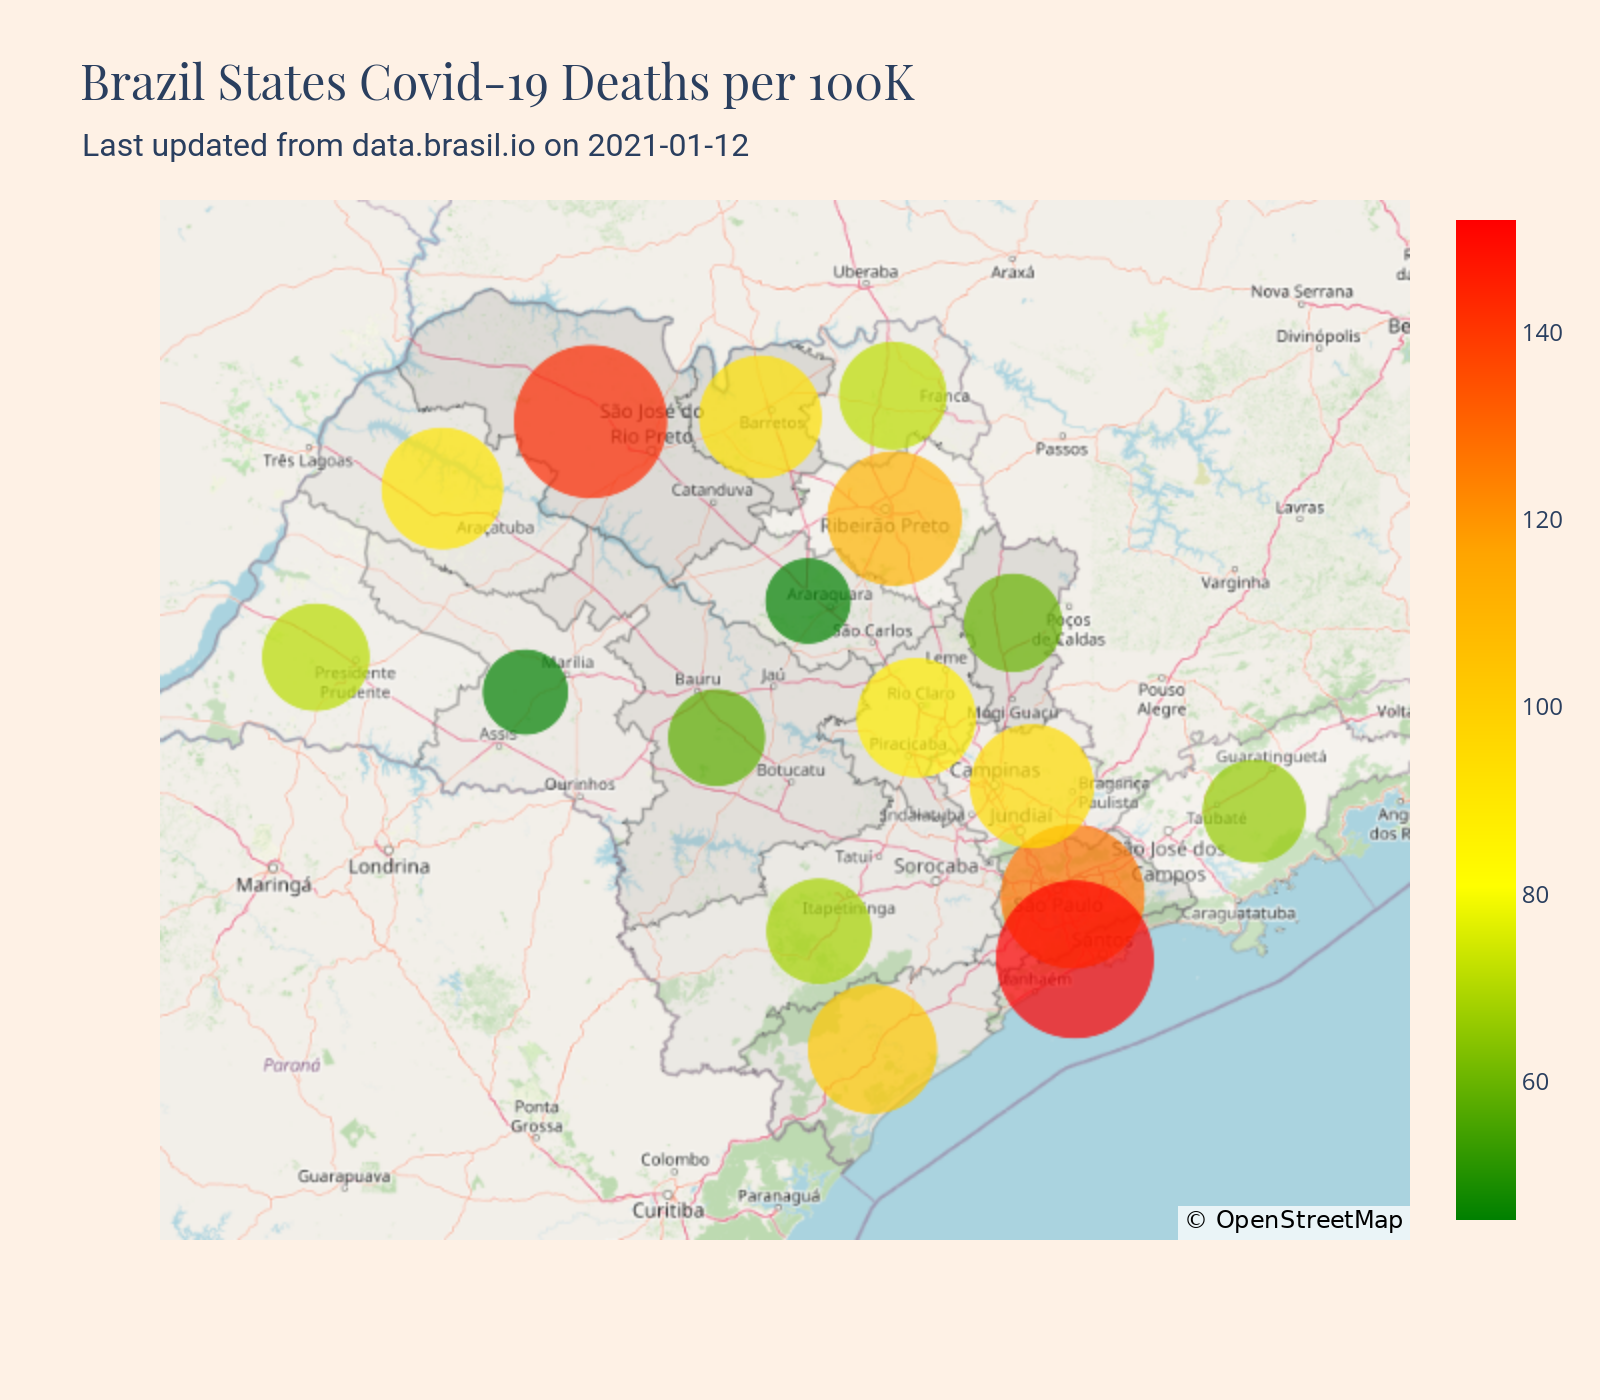 Brazil States Covid-19 Deaths per 100K
Last updated from data.brasil.io on 2021-01-12
Uberaba
Araxá
Nova Serrana
Divinópolis
Be
140
São José do
Rio Preto
Barretos
Franca
Passos
Três Lagoas
Catanduva
Araçatuba
Ribeirão Preto
Lavras
120
Varginha
Araraquara
São Carlos
Poços
de Caldas
Leme
Marília
Presidente
Prudente
Bauru
Jaú
Rio Claro
Pouso
Alegre
Mogi Guaçu
Volta
100
Assis
Piracicaba
Guaratinguetá
Botucatu
Campinas
Ourinhos
Bragança
Paulista
Indaiatuba
Jundiaí
Taubaté
Ang
dos R
Londrina
Maringá
Tatuí
Sorocaba
São José dos
Campos
80
Itapetininga
São Paulo
Caraguatatuba
Santos
Itanhaém
Paraná
60
Ponta
Grossa
Colombo
Guarapuava
Paranaguá
Curitiba
© OpenStreetMap